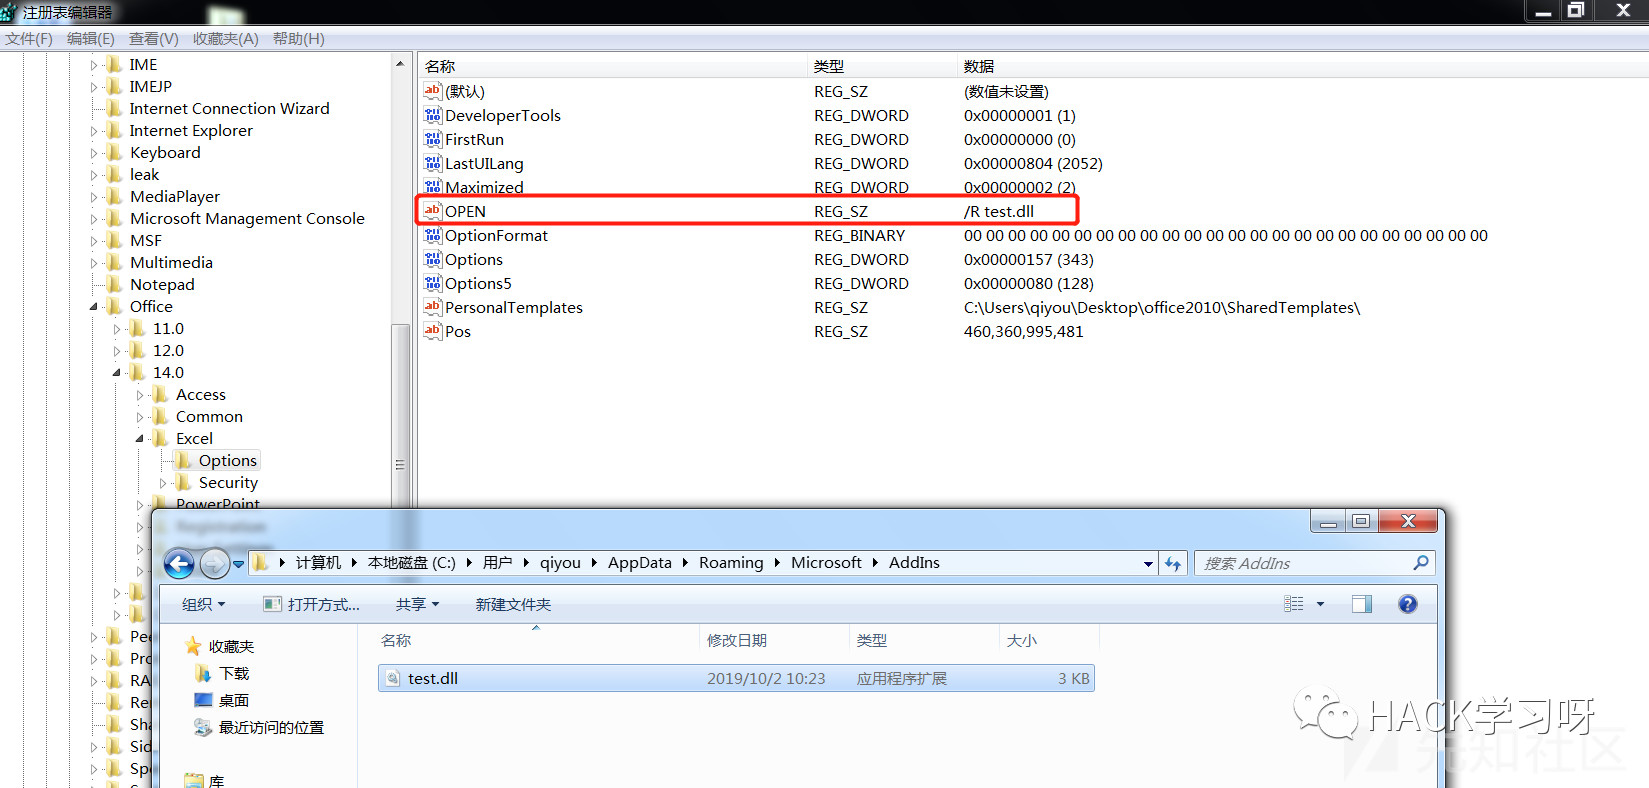 注册表编辑器
文件(F) 编辑(E) 查看(V) 收藏夹(A) 帮助(H)
IME
IMEJP
Internet Connection Wizard
Internet Explorer
Keyboard
leak
MediaPlayer
Microsoft Management Console
MSF
Multimedia
Notepad
Office
11.0
12.0
14.0
Access
Common
Excel
Options
Security
PowerPoint
Registration
Pee
Pro
RA
Rer
Sha
Sid
Spe
名称 类型 数据
(默认) REG_SZ (数值未设置)
DeveloperTools REG_DWORD 0x00000001 (1)
FirstRun REG_DWORD 0x00000000 (0)
LastUILang REG_DWORD 0x00000804 (2052)
Maximized REG_DWORD 0x00000002 (2)
OPEN REG_SZ /R test.dll
OptionFormat REG_BINARY 00 00 00 00 00 00 00 00 00 00 00 00 00 00 00 00 00 00 00 00 00 00 00 00
Options REG_DWORD 0x00000157 (343)
Options5 REG_DWORD 0x00000080 (128)
PersonalTemplates REG_SZ C:\Users\qiyou\Desktop\office2010\SharedTemplates\
Pos REG_SZ 460,360,995,481
计算机 本地磁盘 (C:) 用户 qiyou AppData Roaming Microsoft AddIns
搜索 AddIns
组织 打开方式... 共享 新建文件夹
收藏夹
下载
桌面
最近访问的位置
库
名称 修改日期 类型 大小
test.dll 2019/10/2 10:23 应用程序扩展 3 KB
HACK学习呀
先知社区